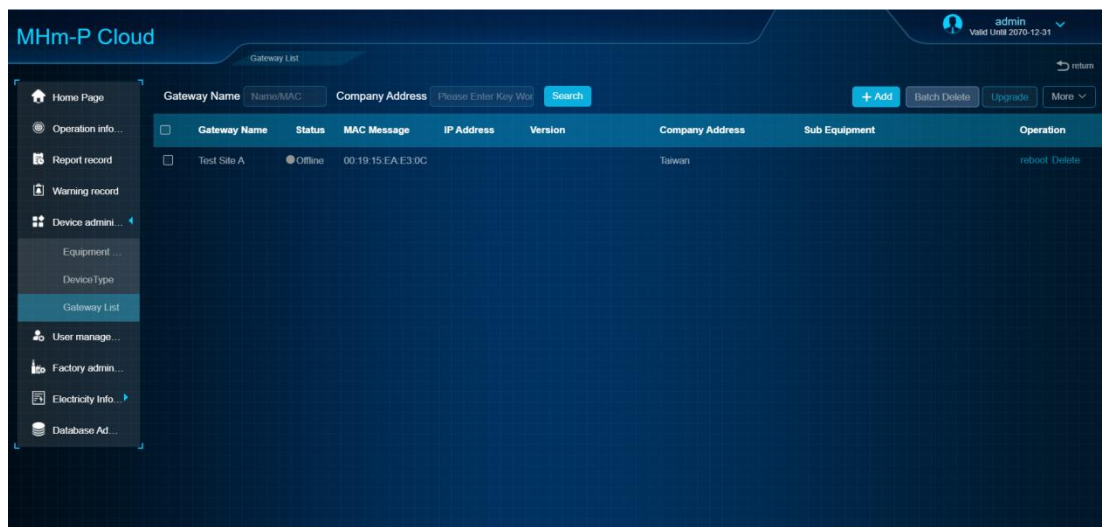 MHm-P Cloud
admin
Valid Until 2070-12-31
Gateway List
return
Home Page
Operation info...
Report record
Warning record
Device admini...
Equipment ...
DeviceType
Gateway List
User manage...
Factory admin...
Electricity Info...
Database Ad...
Gateway Name Name/MAC Company Address Please Enter Key Wor Search + Add Batch Delete Upgrade More
Gateway Name Status MAC Message IP Address Version Company Address Sub Equipment Operation
Test Site A Offline 00:19:15:EA:E3:0C Taiwan reboot Delete